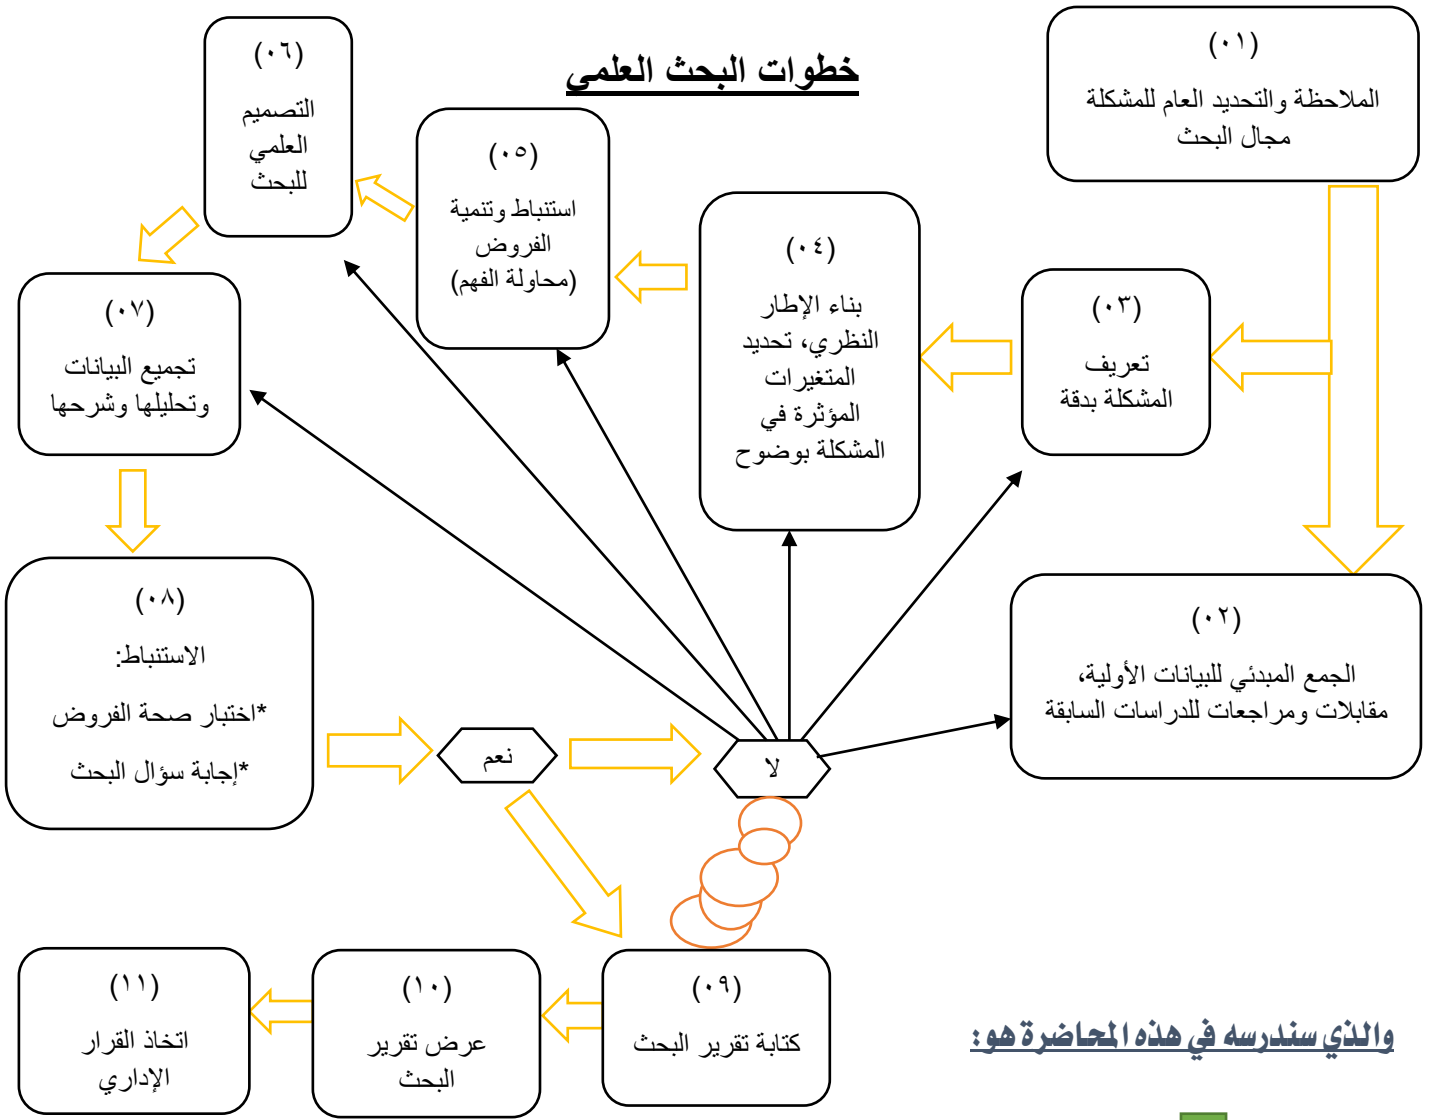 خطوات البحث العلمي
(٠١)
الملاحظة والتحديد العام للمشكلة
مجال البحث
(٠٢)
الجمع المبدئي للبيانات الأولية،
مقابلات ومراجعات للدراسات السابقة
(٠٣)
تعريف
المشكلة بدقة
(٠٤)
بناء الإطار
النظري، تحديد
المتغيرات
المؤثرة في
المشكلة بوضوح
(٠٥)
استنباط وتنمية
الفروض
(محاولة الفهم)
(٠٦)
التصميم
العلمي
للبحث
(٠٧)
تجميع البيانات
وتحليلها وشرحها
(٠٨)
الاستنباط:
*اختبار صحة الفروض
*إجابة سؤال البحث
نعم
لا
(٠٩)
كتابة تقرير البحث
(١٠)
عرض تقرير
البحث
(١١)
اتخاذ القرار
الإداري
والذي سندرسه في هذه المحاضرة هو: